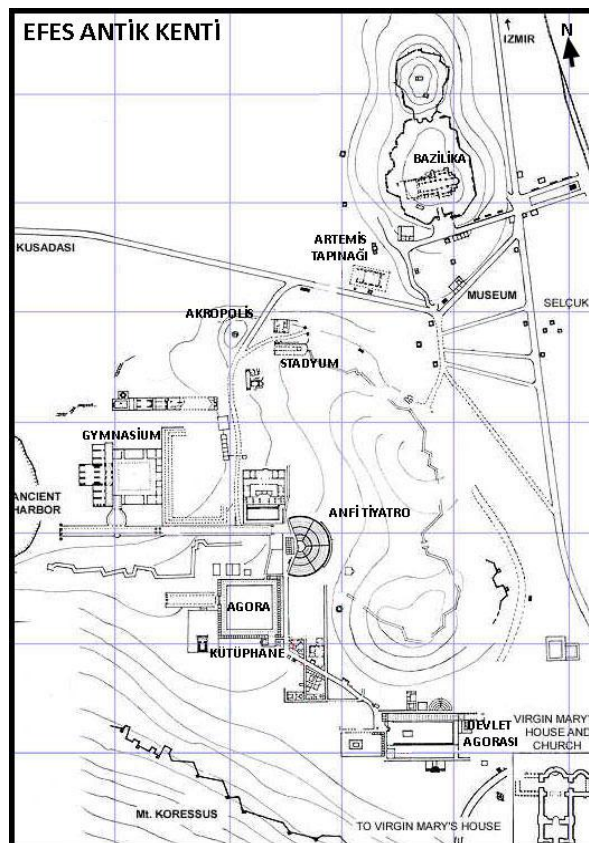 EFES ANTİK KENTİ
IZMIR
N
BAZİLİKA
ARTEMİS
TAPINAĞI
KUSADASI
MUSEUM
SELÇUK
AKROPOLİS
STADYUM
GYMNASİUM
ANCIENT
HARBOR
ANFİ TİYATRO
AGORA
KÜTÜPHANE
DEVLET
AGORASI
VIRGIN MARY'S
HOUSE AND
CHURCH
Mt. KORESSUS
TO VIRGIN MARY'S HOUSE